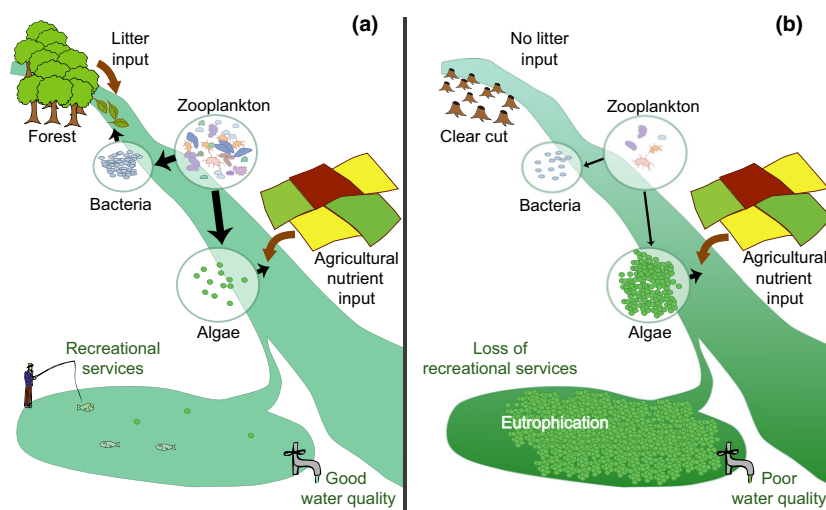 (a)
Litter
input
Zooplankton
Forest
Bacteria
Agricultural
nutrient
input
Algae
Recreational
services
Good
water quality
(b)
No litter
input
Zooplankton
Clear cut
Bacteria
Agricultural
nutrient
input
Algae
Loss of
recreational services
Eutrophication
Poor
water quality